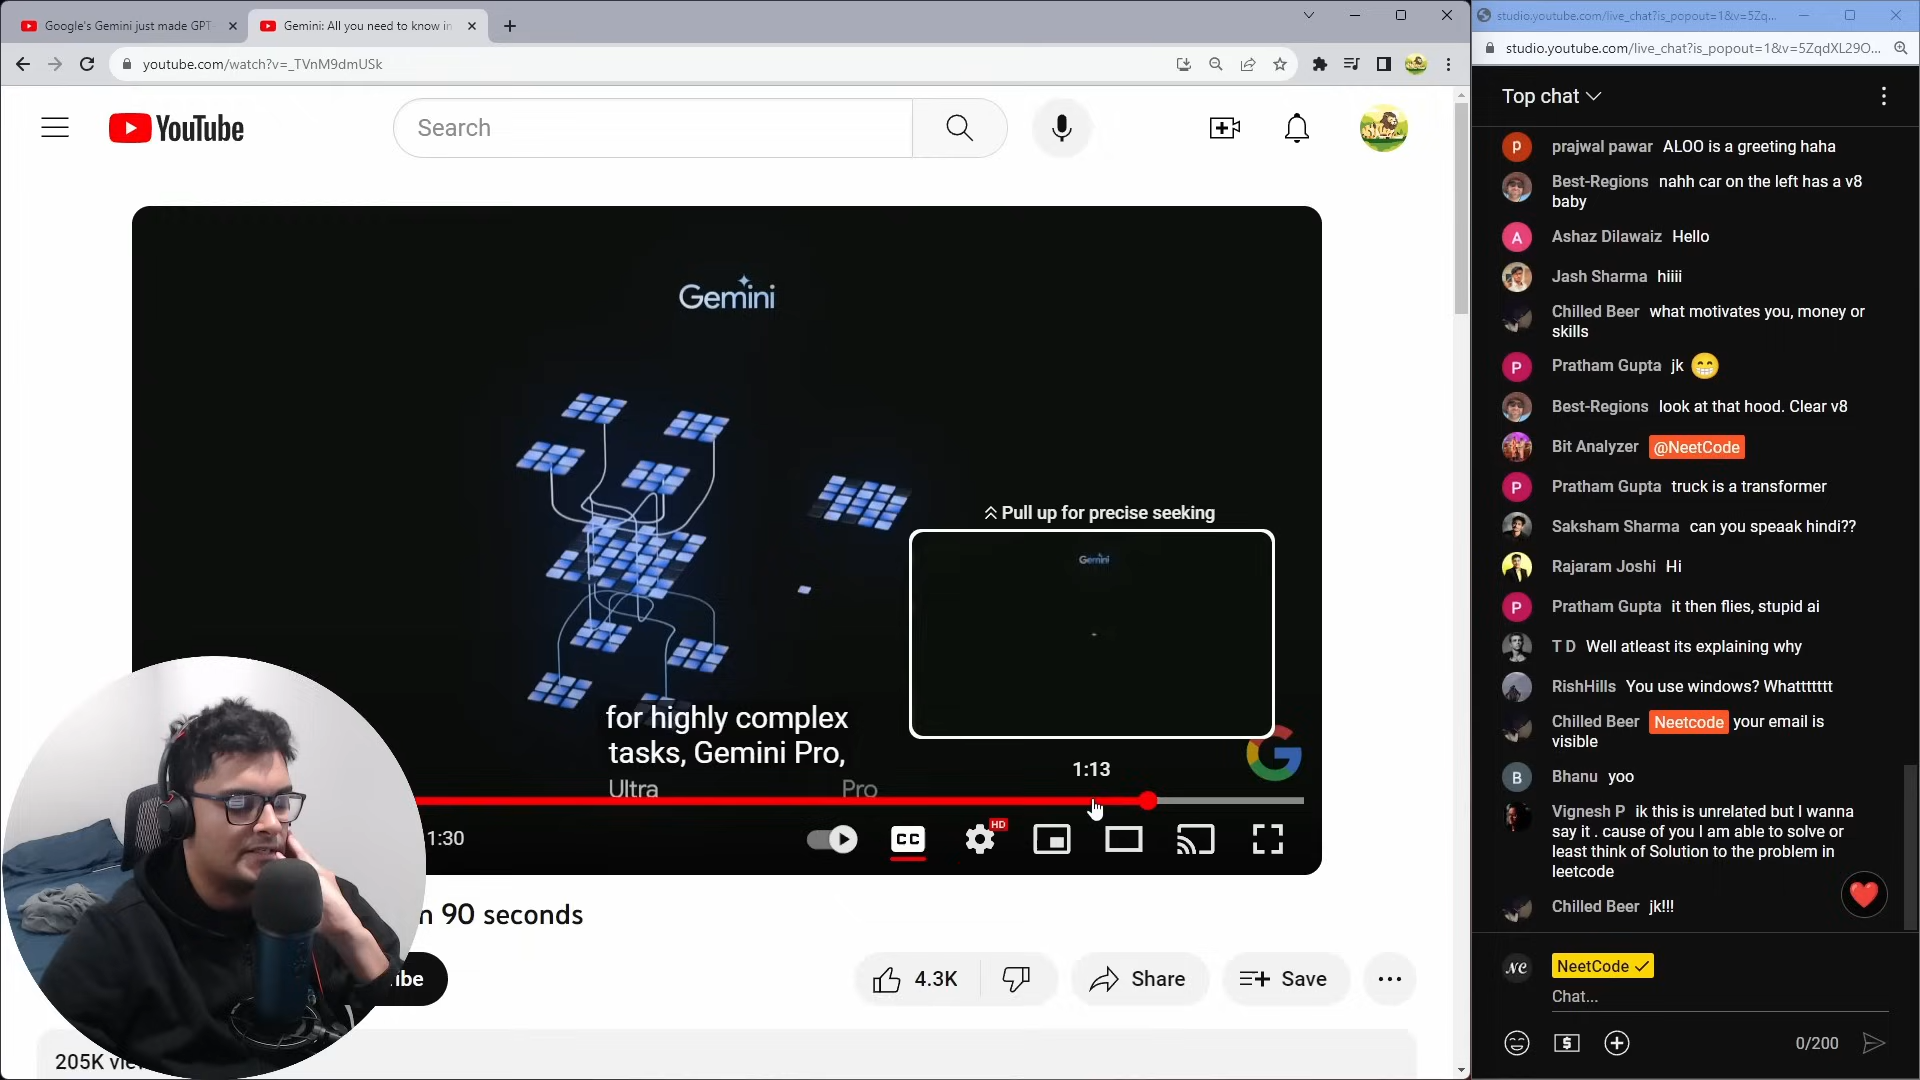 Google's Gemini just made GPT
Gemini: All you need to know in
studio.youtube.com/live_chat?is_popout=1&v=5Zq...
youtube.com/watch?v=_TVnM9dmUSk
studio.youtube.com/live_chat?is_popout=1&v=5ZqdXL29O...
YouTube
Search
Gemini
Pull up for precise seeking
Gemini
for highly complex
tasks, Gemini Pro,
Ultra
Pro
1:13
1:30
CC
HD
n 90 seconds
ibe
4.3K
Share
Save
205K vie
Top chat
prajwal pawar ALOO is a greeting haha
Best-Regions nahh car on the left has a v8
baby
Ashaz Dilawaiz Hello
Jash Sharma hiiii
Chilled Beer what motivates you, money or
skills
Pratham Gupta jk 😁
Best-Regions look at that hood. Clear v8
Bit Analyzer @NeetCode
Pratham Gupta truck is a transformer
Saksham Sharma can you speaak hindi??
Rajaram Joshi Hi
Pratham Gupta it then flies, stupid ai
T D Well atleast its explaining why
RishHills You use windows? Whattttttt
Chilled Beer Neetcode your email is
visible
Bhanu yoo
Vignesh P ik this is unrelated but I wanna
say it . cause of you I am able to solve or
least think of Solution to the problem in
leetcode
Chilled Beer jk!!!
NC
NeetCode
Chat...
0/200